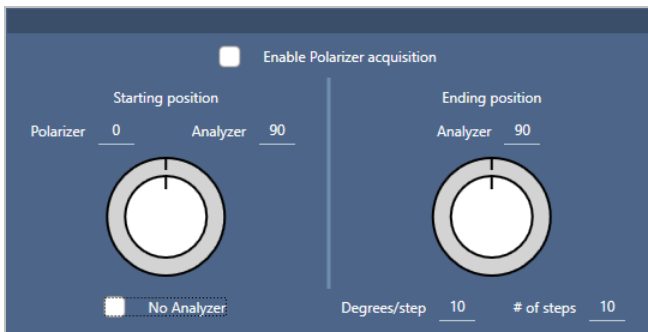 Enable Polarizer acquisition
Starting position
Polarizer 0 Analyzer 90
No Analyzer
Ending position
Analyzer 90
Degrees/step 10 # of steps 10